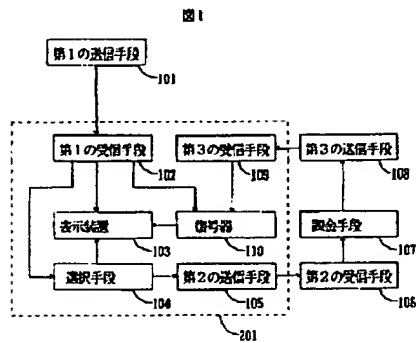 図1
第1の送信手段
101
第1の受信手段
102
第3の受信手段
109
第3の送信手段
108
表示装置
103
110
課金手段
107
選択手段
104
第2の送信手段
105
第2の受信手段
106
201